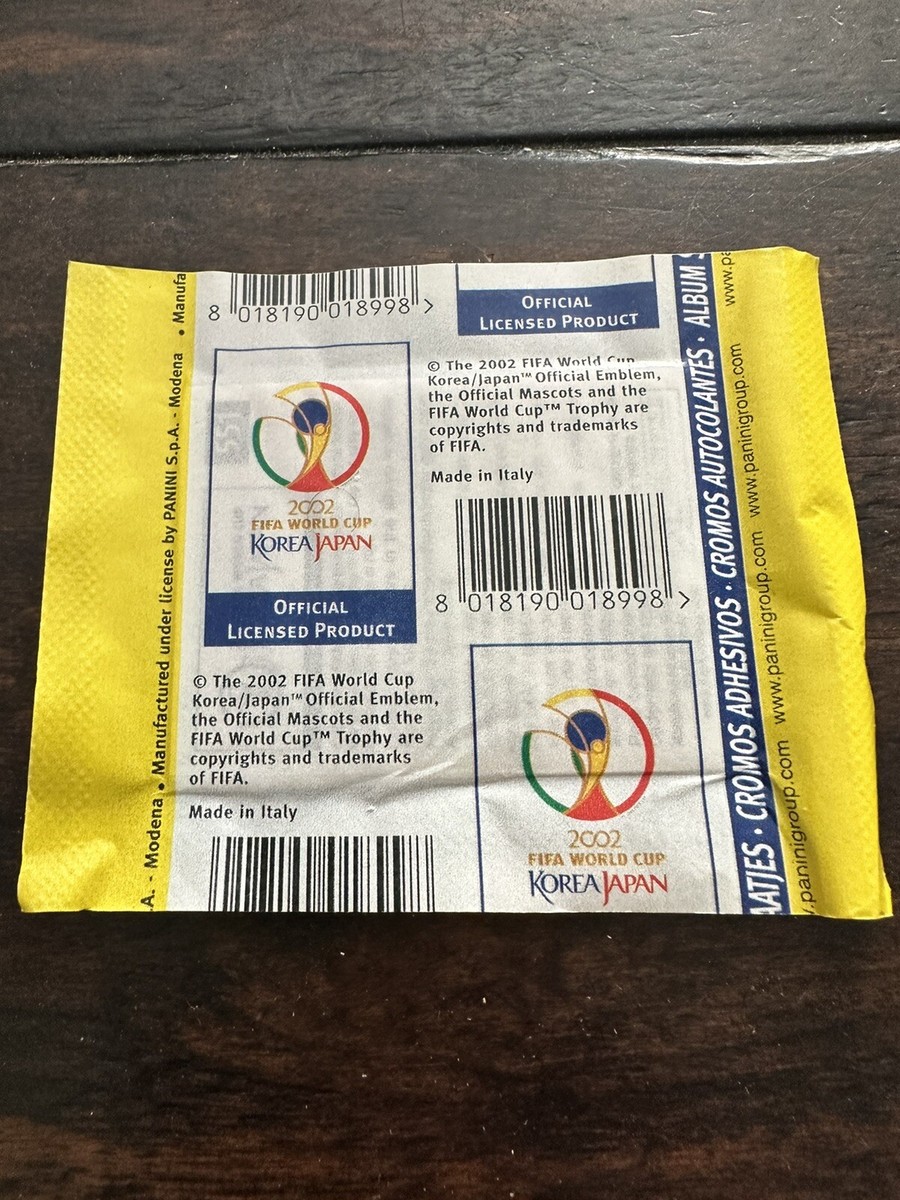 8 018190 018998 >
OFFICIAL
LICENSED PRODUCT
2002
FIFA WORLD CUP
KOREA JAPAN
OFFICIAL
LICENSED PRODUCT
© The 2002 FIFA World Cup
Korea/Japan™ Official Emblem,
the Official Mascots and the
FIFA World Cup™ Trophy are
copyrights and trademarks
of FIFA.
Made in Italy
© The 2002 FIFA World Cup
Korea/Japan™ Official Emblem,
the Official Mascots and the
FIFA World Cup™ Trophy are
copyrights and trademarks
of FIFA.
Made in Italy
8 018190 018998 >
2002
FIFA WORLD CUP
KOREA JAPAN
.A. - Modena • Manufactured under license by PANINI S.p.A. - Modena • Manufa
AATJES · CROMOS ADHESIVOS · CROMOS AUTOCOLANTES · ALBUM S
.paninigroup.com www.paninigroup.com www.paninigroup.com www.pa